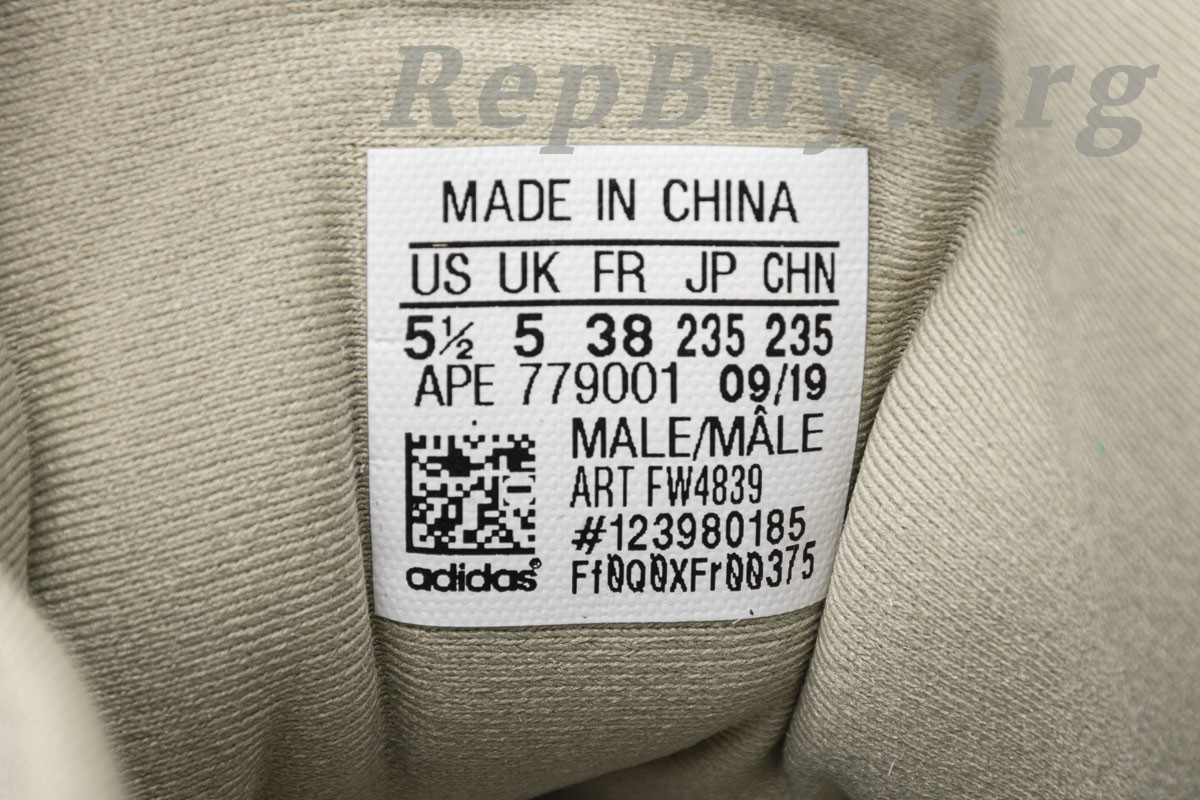 RepBuy.org
MADE IN CHINA
US UK FR JP CHN
5½ 5 38 235 235
APE 779001 09/19
MALE/MÂLE
ART FW4839
#123980185
adidas® Ff0Q0XFr00375